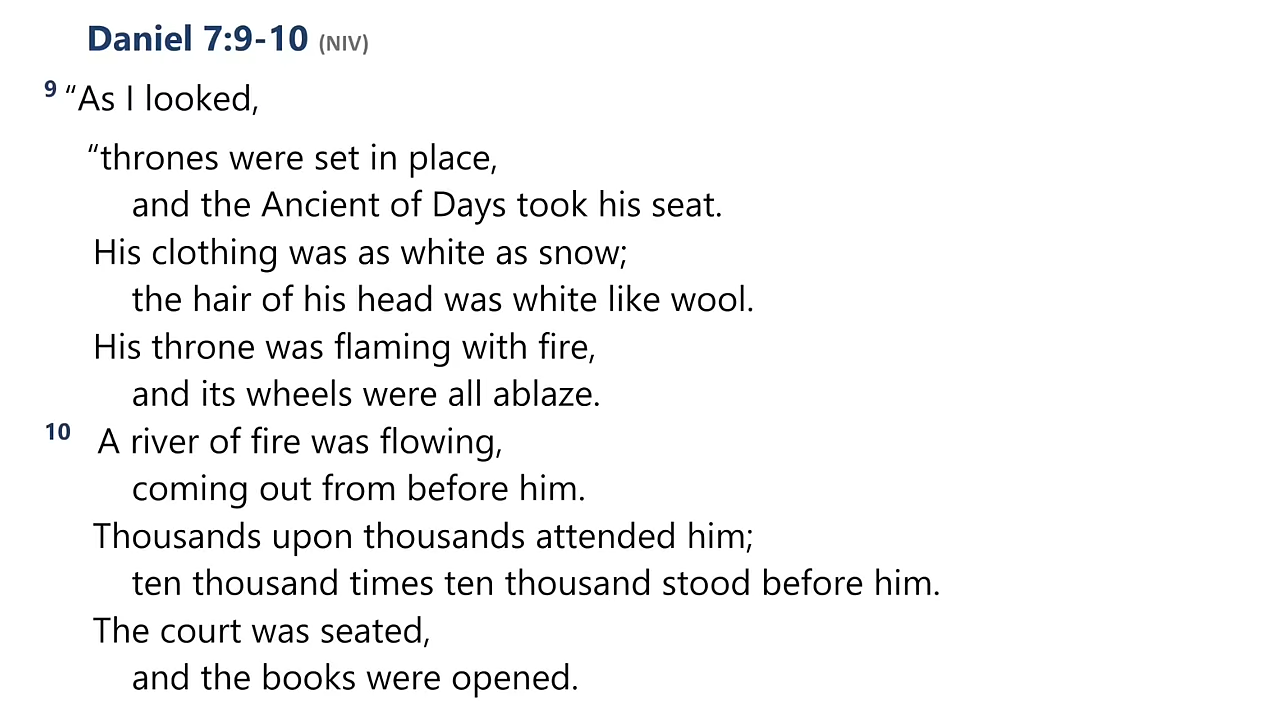 Daniel 7:9-10 (NIV)
9 “As I looked,
“thrones were set in place,
and the Ancient of Days took his seat.
His clothing was as white as snow;
the hair of his head was white like wool.
His throne was flaming with fire,
and its wheels were all ablaze.
10 A river of fire was flowing,
coming out from before him.
Thousands upon thousands attended him;
ten thousand times ten thousand stood before him.
The court was seated,
and the books were opened.